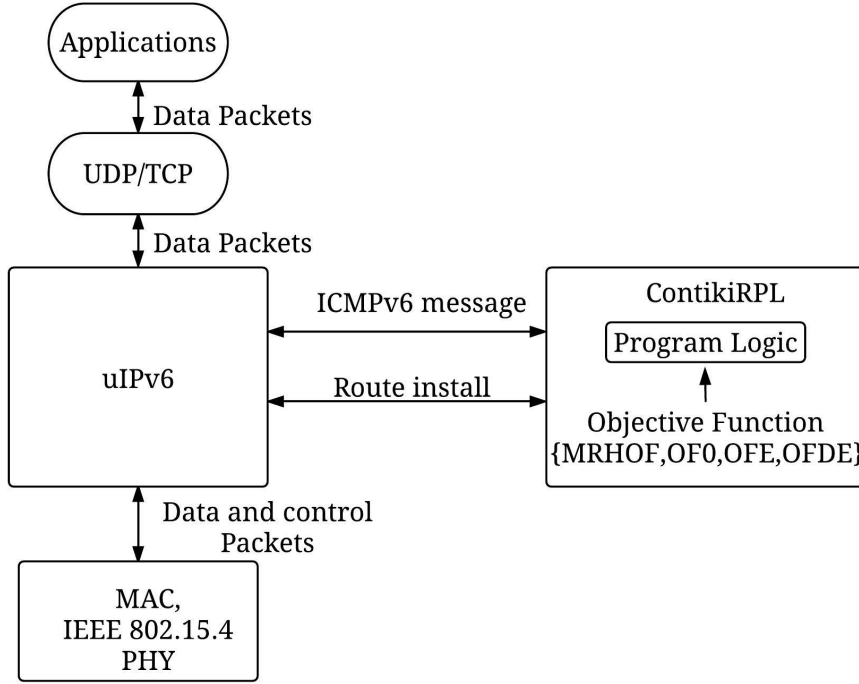 Applications
Data Packets
UDP/TCP
Data Packets
uIPv6
ICMPv6 message
Route install
ContikiRPL
Program Logic
Objective Function
{MRHOF,OF0,OFE,OFDE}
Data and control
Packets
MAC,
IEEE 802.15.4
PHY